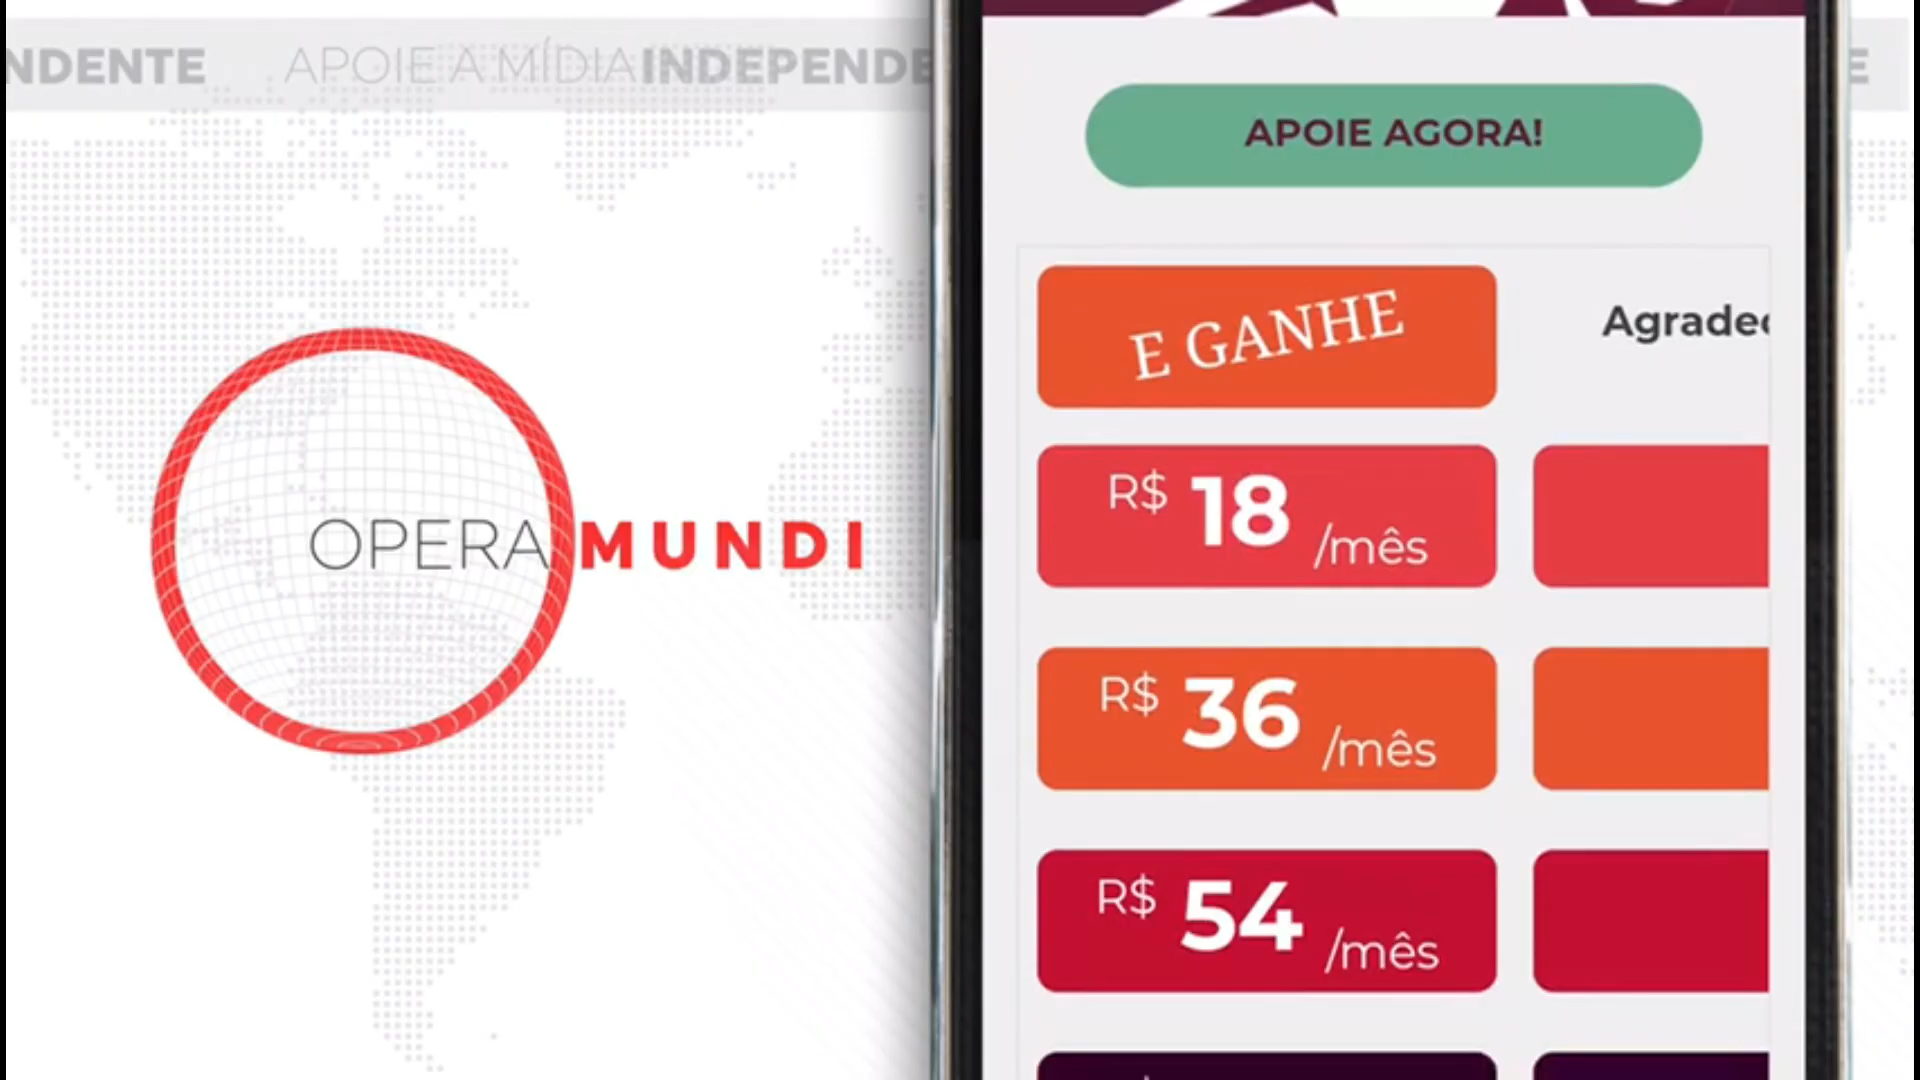 NDENTE APOIE A MÍDIA INDEPENDE E
OPERA MUNDI
APOIE AGORA!
E GANHE
Agradec
R$ 18 /mês
R$ 36 /mês
R$ 54 /mês